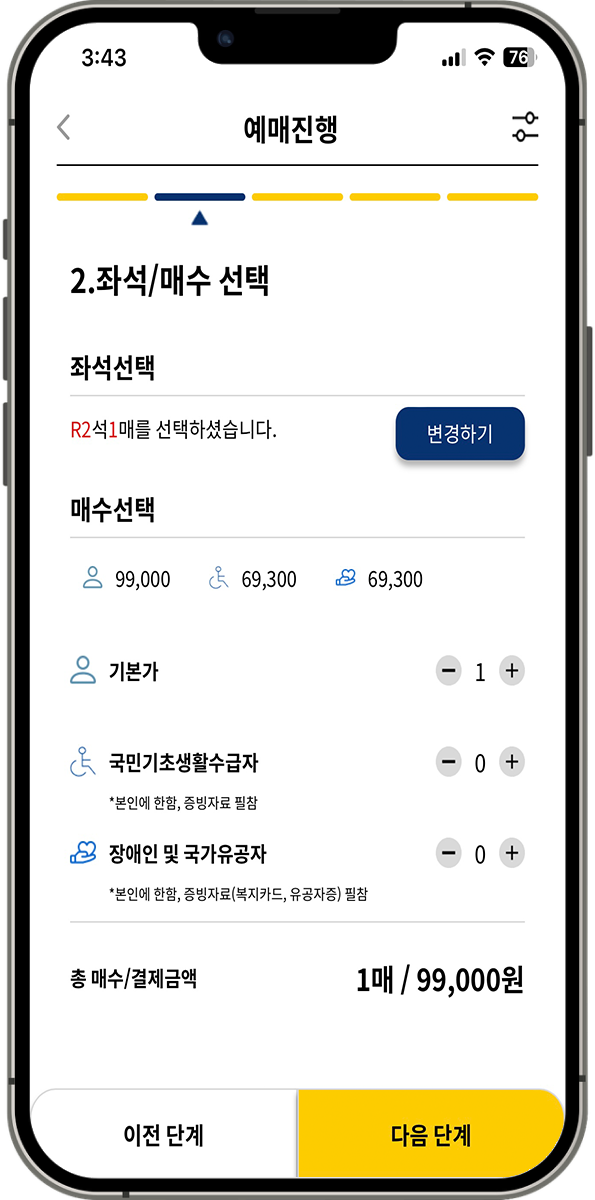 3:43
76
예매진행
2.좌석/매수 선택
좌석선택
R2석1매를 선택하셨습니다.
변경하기
매수선택
99,000 69,300 69,300
기본가 - 1 +
국민기초생활수급자 - 0 +
*본인에 한함, 증빙자료 필참
장애인 및 국가유공자 - 0 +
*본인에 한함, 증빙자료(복지카드, 유공자증) 필참
총 매수/결제금액 1매 / 99,000원
이전 단계 다음 단계